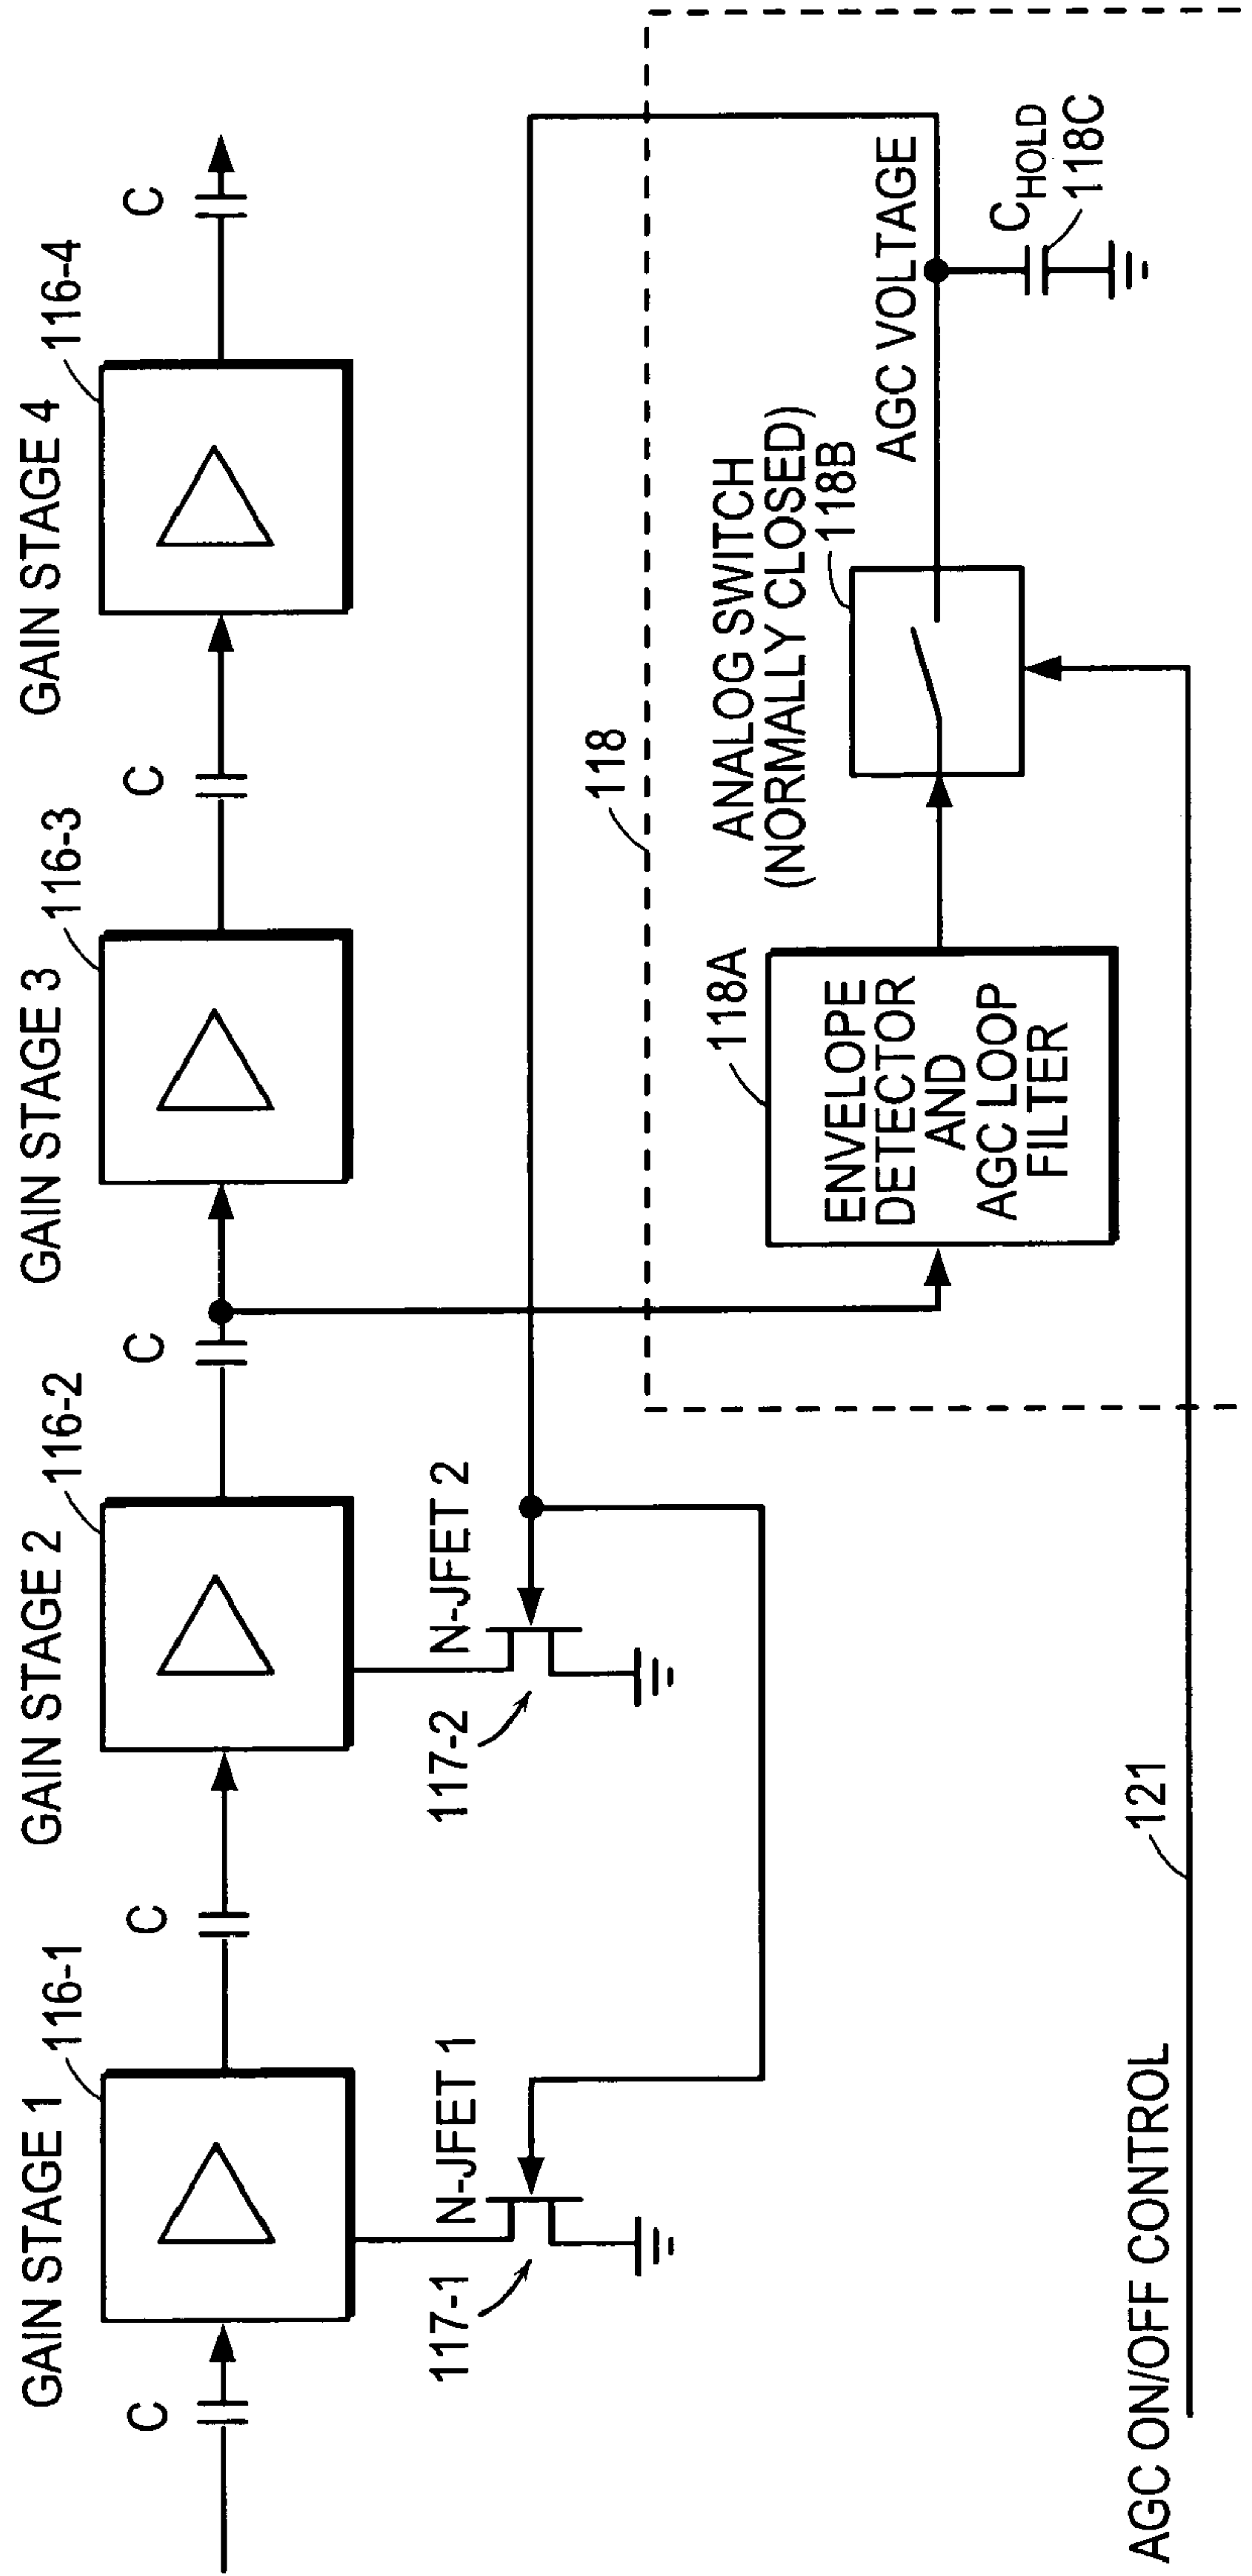 GAIN STAGE 1
116-1
GAIN STAGE 2
116-2
GAIN STAGE 3
116-3
GAIN STAGE 4
116-4
C
C
C
C
C
N-JFET 1
117-1
N-JFET 2
117-2
118
118A
ENVELOPE
DETECTOR
AND
AGC LOOP
FILTER
ANALOG SWITCH
(NORMALLY CLOSED)
118B
AGC VOLTAGE
CHOLD
118C
AGC ON/OFF CONTROL
121